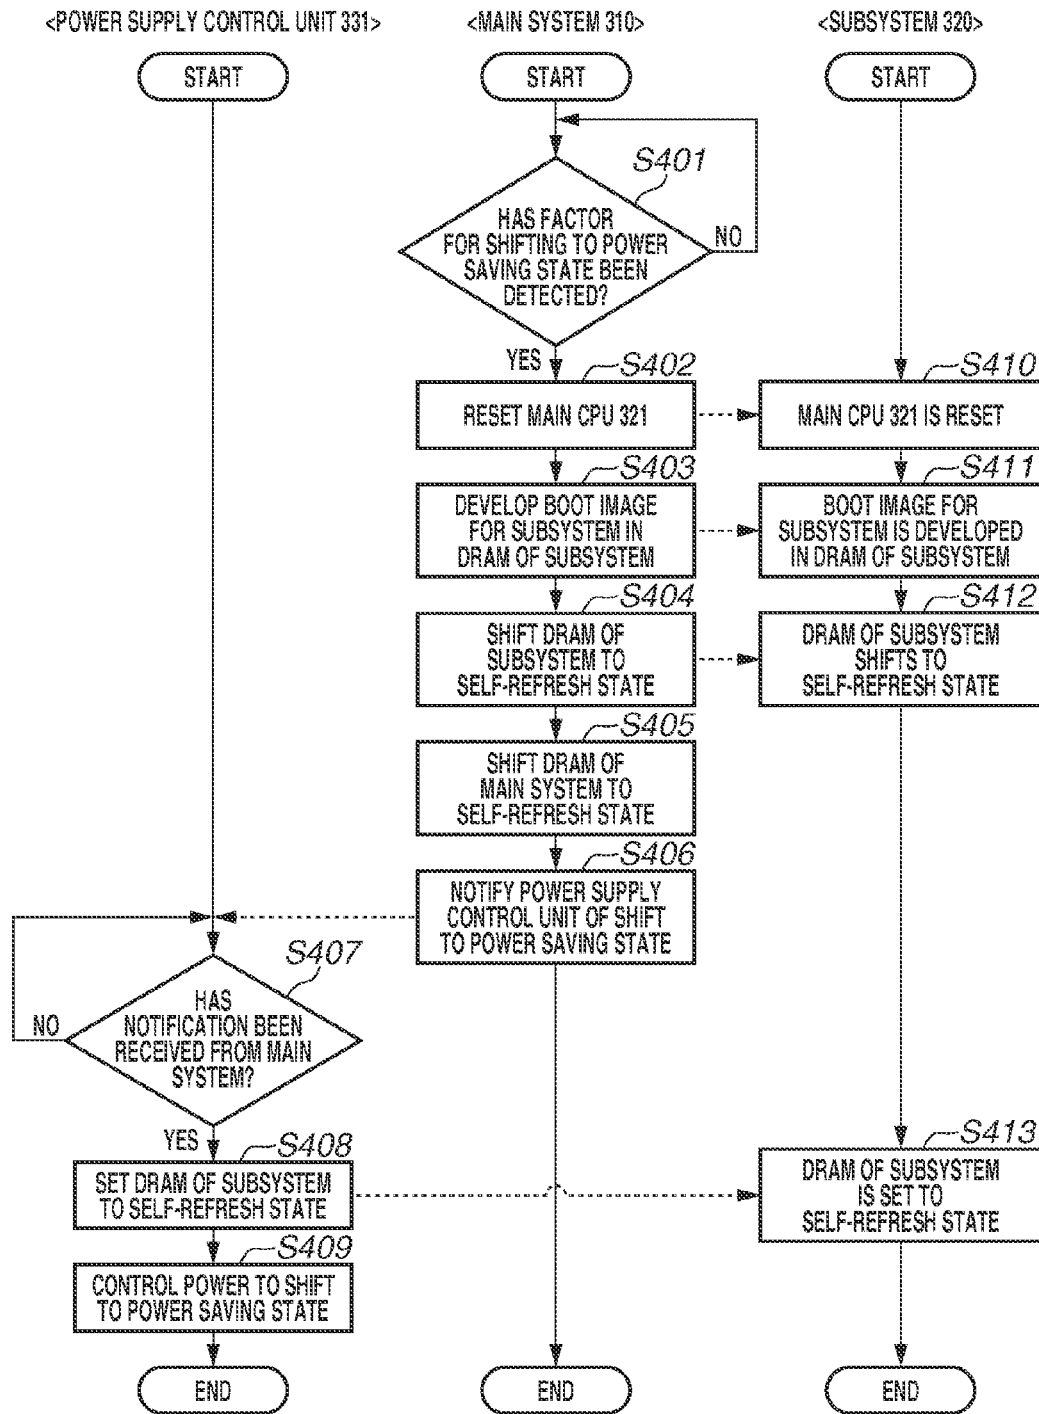 <POWER SUPPLY CONTROL UNIT 331>
<MAIN SYSTEM 310>
<SUBSYSTEM 320>
START
START
START
S401
HAS FACTOR
FOR SHIFTING TO POWER
SAVING STATE BEEN
DETECTED?
NO
YES
S402
RESET MAIN CPU 321
S410
MAIN CPU 321 IS RESET
S403
DEVELOP BOOT IMAGE
FOR SUBSYSTEM IN
DRAM OF SUBSYSTEM
S411
BOOT IMAGE FOR
SUBSYSTEM IS DEVELOPED
IN DRAM OF SUBSYSTEM
S404
SHIFT DRAM OF
SUBSYSTEM TO
SELF-REFRESH STATE
S412
DRAM OF SUBSYSTEM
SHIFTS TO
SELF-REFRESH STATE
S405
SHIFT DRAM OF
MAIN SYSTEM TO
SELF-REFRESH STATE
S406
NOTIFY POWER SUPPLY
CONTROL UNIT OF SHIFT
TO POWER SAVING STATE
S407
HAS
NOTIFICATION BEEN
RECEIVED FROM MAIN
SYSTEM?
NO
YES
S408
SET DRAM OF SUBSYSTEM
TO SELF-REFRESH STATE
S413
DRAM OF SUBSYSTEM
IS SET TO
SELF-REFRESH STATE
S409
CONTROL POWER TO SHIFT
TO POWER SAVING STATE
END
END
END